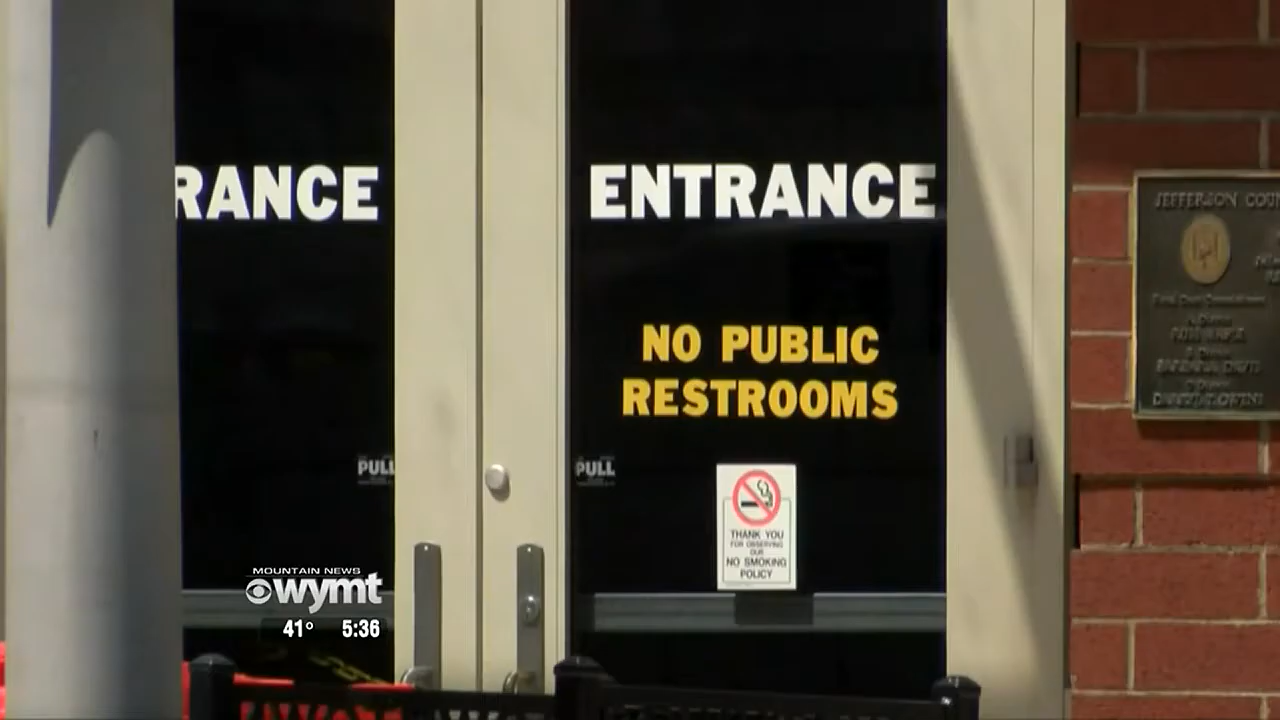 RANCE
ENTRANCE
NO PUBLIC
RESTROOMS
PULL
PULL
THANK YOU
FOR OBSERVING
OUR
NO SMOKING
POLICY
JEFFERSON COU
MOUNTAIN NEWS
wymt
41° 5:36